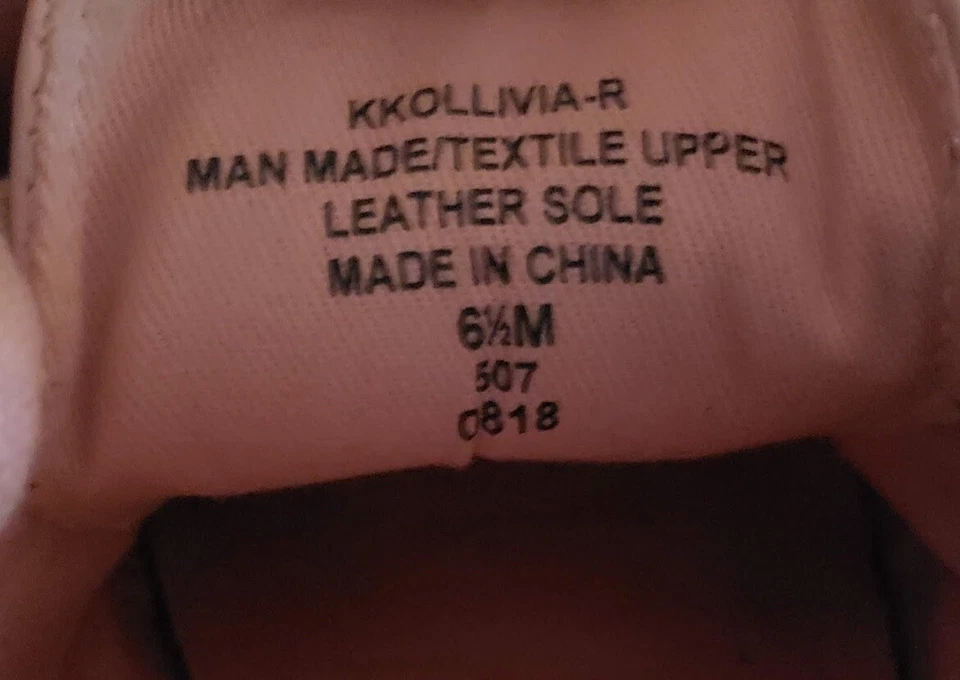 KKOLLIVIA-R
MAN MADE/TEXTILE UPPER
LEATHER SOLE
MADE IN CHINA
6½M
507
0818